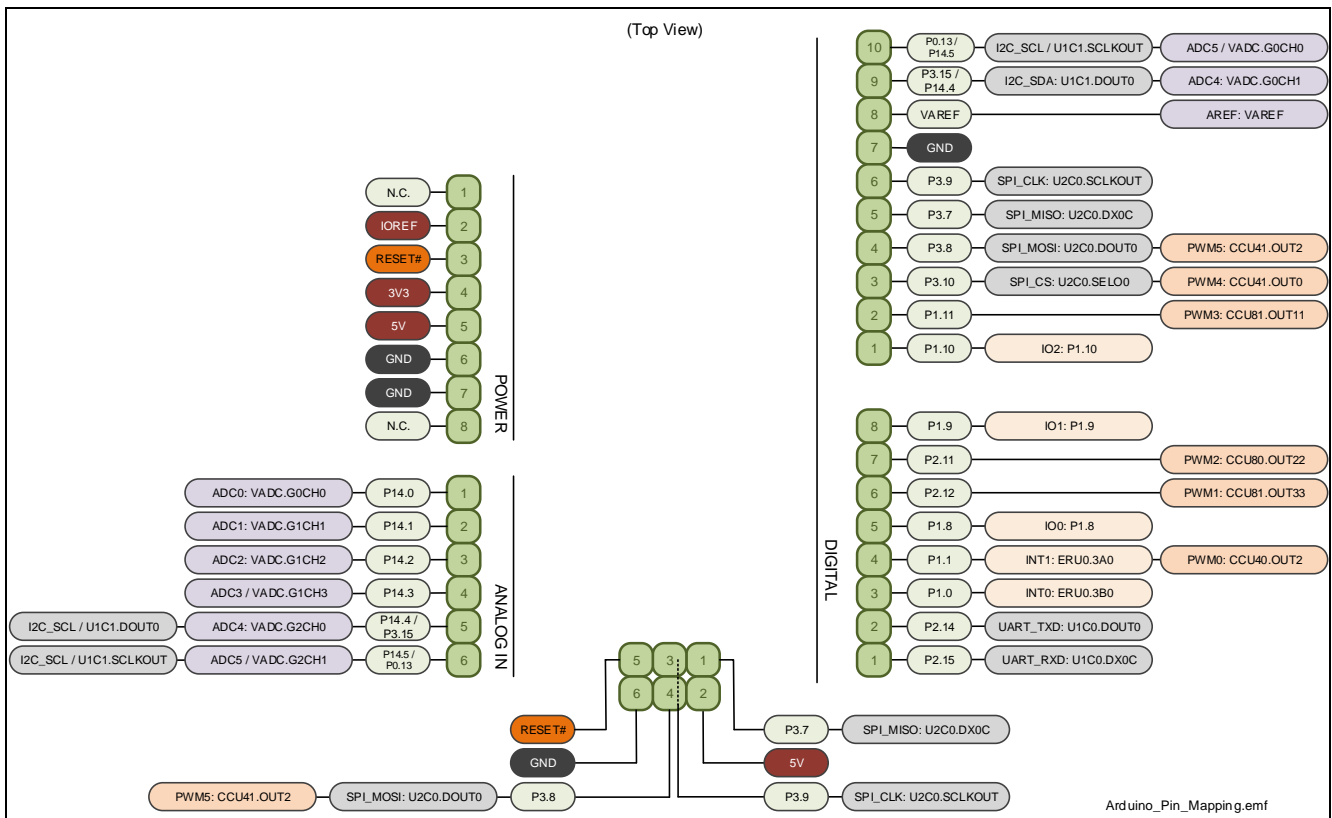 (Top View)
10 P0.13 / P14.5 I2C_SCL / U1C1.SCLKOUT ADC5 / VADC.G0CH0
9 P3.15 / P14.4 I2C_SDA: U1C1.DOUT0 ADC4: VADC.G0CH1
8 VAREF AREF: VAREF
7 GND
6 P3.9 SPI_CLK: U2C0.SCLKOUT
5 P3.7 SPI_MISO: U2C0.DX0C
4 P3.8 SPI_MOSI: U2C0.DOUT0 PWM5: CCU41.OUT2
3 P3.10 SPI_CS: U2C0.SELO0 PWM4: CCU41.OUT0
2 P1.11 PWM3: CCU81.OUT11
1 P1.10 IO2: P1.10
N.C. 1
IOREF 2
RESET# 3
3V3 4
5V 5
GND 6
GND 7
N.C. 8
POWER
8 P1.9 IO1: P1.9
7 P2.11 PWM2: CCU80.OUT22
6 P2.12 PWM1: CCU81.OUT33
5 P1.8 IO0: P1.8
4 P1.1 INT1: ERU0.3A0 PWM0: CCU40.OUT2
3 P1.0 INT0: ERU0.3B0
2 P2.14 UART_TXD: U1C0.DOUT0
1 P2.15 UART_RXD: U1C0.DX0C
DIGITAL
ADC0: VADC.G0CH0 P14.0 1
ADC1: VADC.G1CH1 P14.1 2
ADC2: VADC.G1CH2 P14.2 3
ADC3 / VADC.G1CH3 P14.3 4
I2C_SCL / U1C1.DOUT0 ADC4: VADC.G2CH0 P14.4 / P3.15 5
I2C_SCL / U1C1.SCLKOUT ADC5 / VADC.G2CH1 P14.5 / P0.13 6
ANALOG IN
5 3 1
6 4 2
RESET# P3.7 SPI_MISO: U2C0.DX0C
GND 5V
PWM5: CCU41.OUT2 SPI_MOSI: U2C0.DOUT0 P3.8 P3.9 SPI_CLK: U2C0.SCLKOUT
Arduino_Pin_Mapping.emf